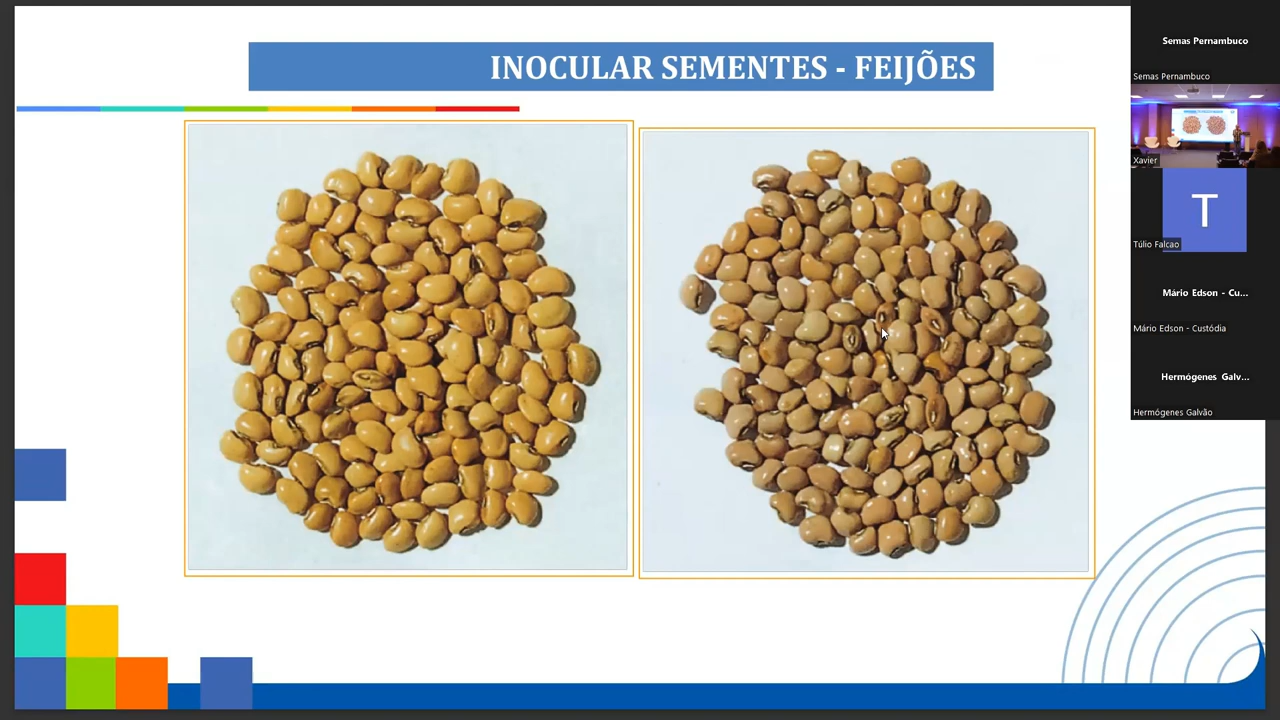 INOCULAR SEMENTES - FEIJÕES
Semas Pernambuco
Semas Pernambuco
Xavier
T
Túlio Falcao
Mário Edson - Cu...
Mário Edson - Custódia
Hermógenes Galv...
Hermógenes Galvão